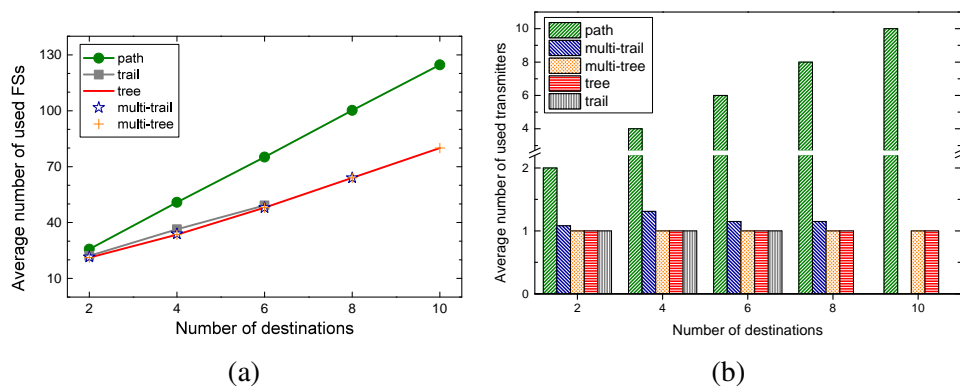 Average number of used FSs
130
100
70
40
10
path
trail
tree
multi-trail
multi-tree
2
4
6
8
10
Number of destinations
(a)
Average number of used transmitters
10
8
6
4
2
1
0
path
multi-trail
multi-tree
tree
trail
2
4
6
8
10
Number of destinations
(b)